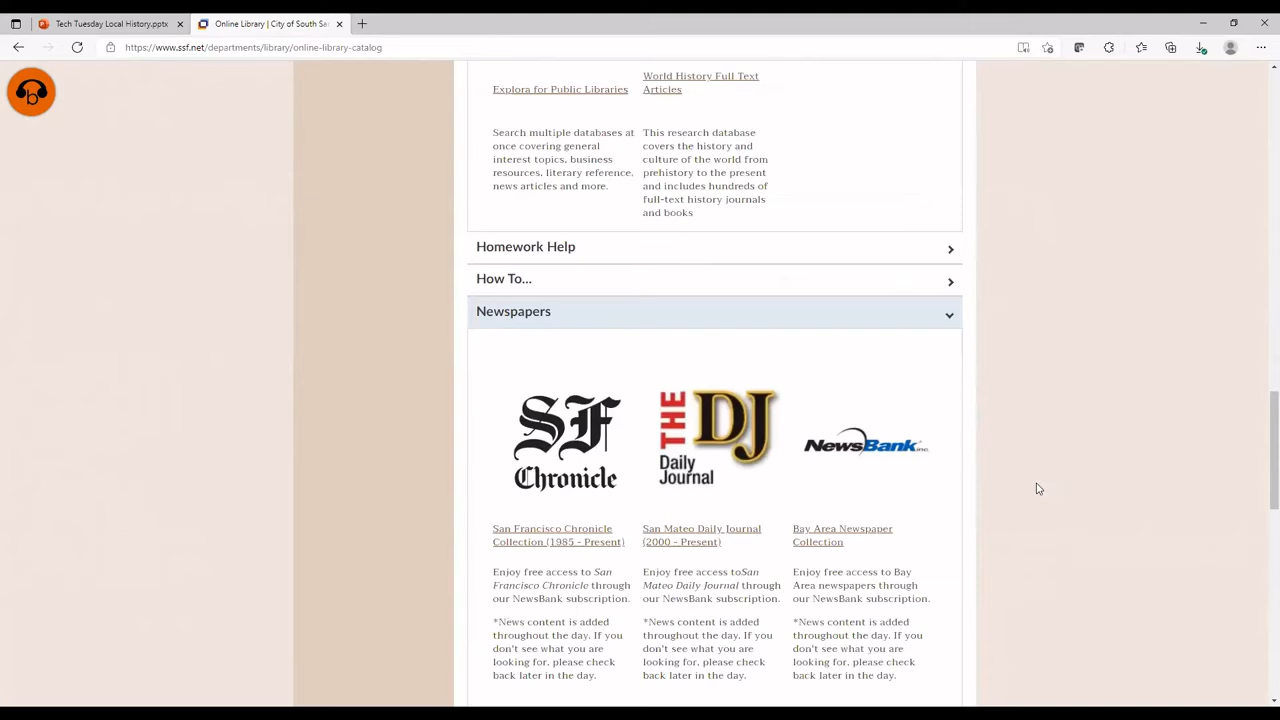 Tech Tuesday Local History.pptx
Online Library | City of South Sa
https://www.ssf.net/departments/library/online-library-catalog
b
Explora for Public Libraries
Search multiple databases at
once covering general
interest topics, business
resources, literary reference,
news articles and more.
World History Full Text
Articles
This research database
covers the history and
culture of the world from
prehistory to the present
and includes hundreds of
full-text history journals
and books
Homework Help
How To...
Newspapers
SF
Chronicle
THE DJ
Daily
Journal
NewsBank inc.
San Francisco Chronicle
Collection (1985 - Present)
Enjoy free access to San
Francisco Chronicle through
our NewsBank subscription.
*News content is added
throughout the day. If you
don't see what you are
looking for, please check
back later in the day.
San Mateo Daily Journal
(2000 - Present)
Enjoy free access toSan
Mateo Daily Journal through
our NewsBank subscription.
*News content is added
throughout the day. If you
don't see what you are
looking for, please check
back later in the day.
Bay Area Newspaper
Collection
Enjoy free access to Bay
Area newspapers through
our NewsBank subscription.
*News content is added
throughout the day. If you
don't see what you are
looking for, please check
back later in the day.